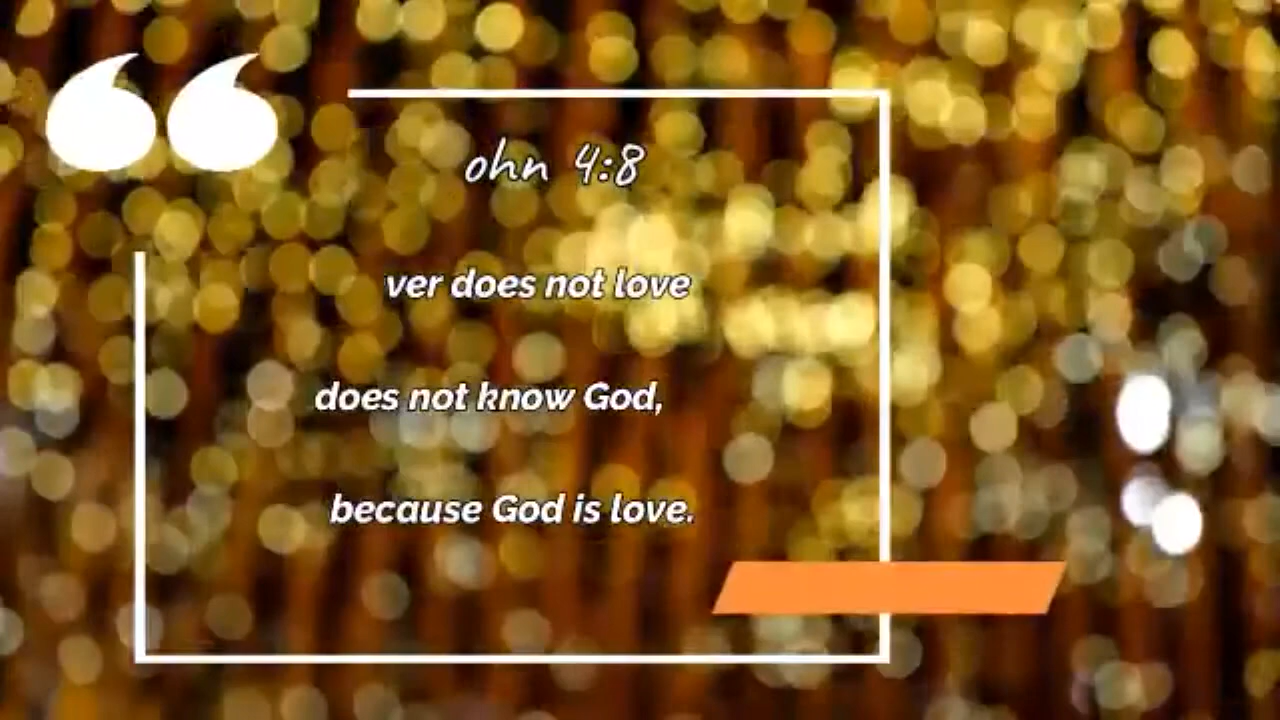 ohn 4:8
ver does not love
does not know God,
because God is love.